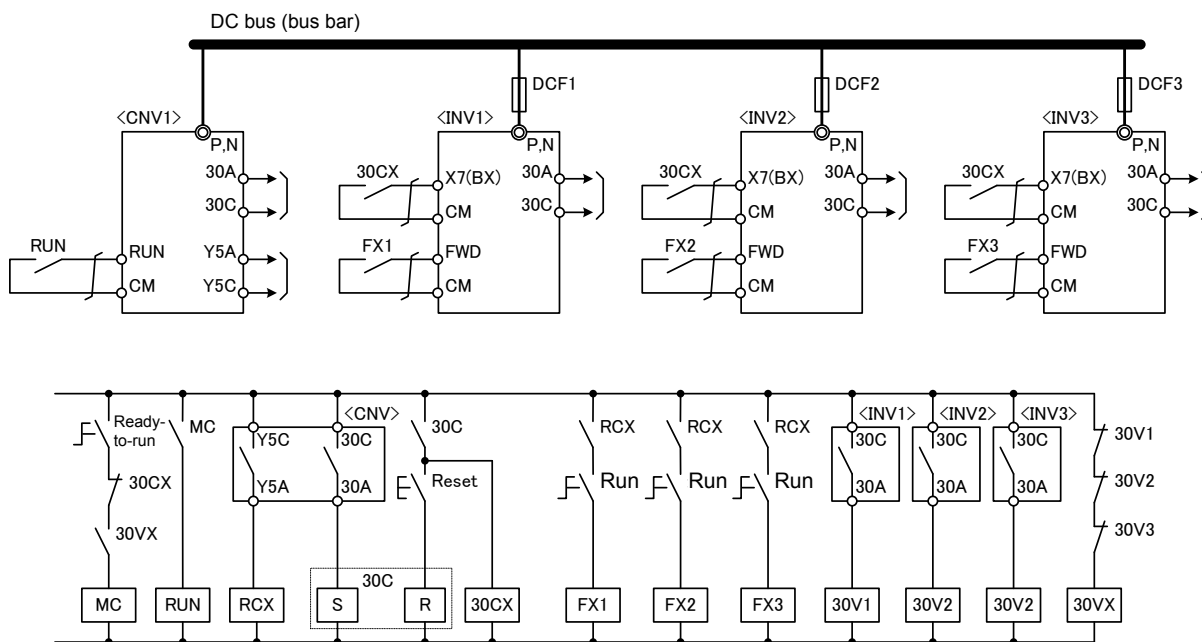 DC bus (bus bar)
DCF1 DCF2 DCF3
<CNV1> <INV1> <INV2> <INV3>
P,N P,N P,N P,N
30A 30CX X7(BX) 30A 30CX X7(BX) 30A 30CX X7(BX) 30A
30C CM 30C CM 30C CM 30C
RUN RUN Y5A FX1 FWD FX2 FWD FX3 FWD
CM Y5C CM CM CM
<CNV> <INV1> <INV2> <INV3>
Ready- MC Y5C 30C 30C RCX RCX RCX 30C 30C 30C 30V1
to-run
30CX Y5A 30A Reset Run Run Run 30A 30A 30A 30V2
30VX 30V3
30C
MC RUN RCX S R 30CX FX1 FX2 FX3 30V1 30V2 30V2 30VX